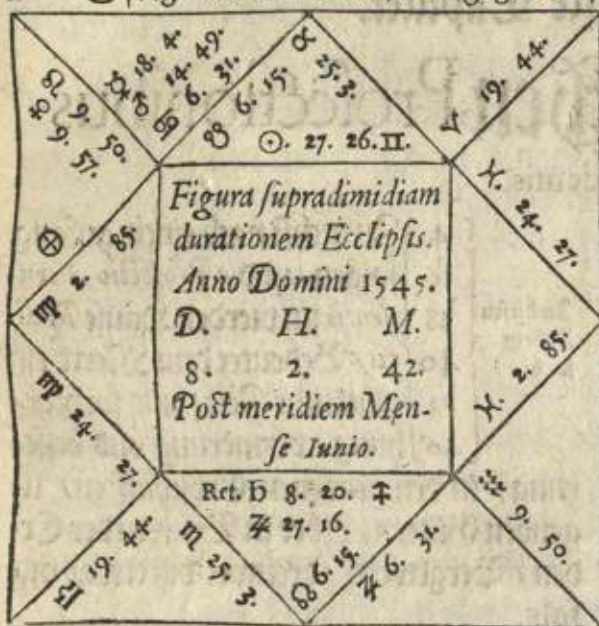 ♉ 25. 3.
☿ 18. 4.
♂ 14. 49.
♋ 6. 31.
☋ 6. 15.
☉. 27. 26. ♊.
19. 44.
♌ 9. 50.
♀ 9. 57.
♓. 24. 27.
⊗
♍ 2. 85.
Figura supradimidiam
durationem Ecclipsis.
Anno Domini 1545.
D. H. M.
8. 2. 42.
Post meridiem Men-
se Iunio.
♓ 2. 85.
♍ 24. 27.
♒ 9. 50.
Ret. ♄ 8. 20. ♐
♃ 27. 16.
19. 44.
♏ 25. 3.
☊ 6. 15.
6. 31.